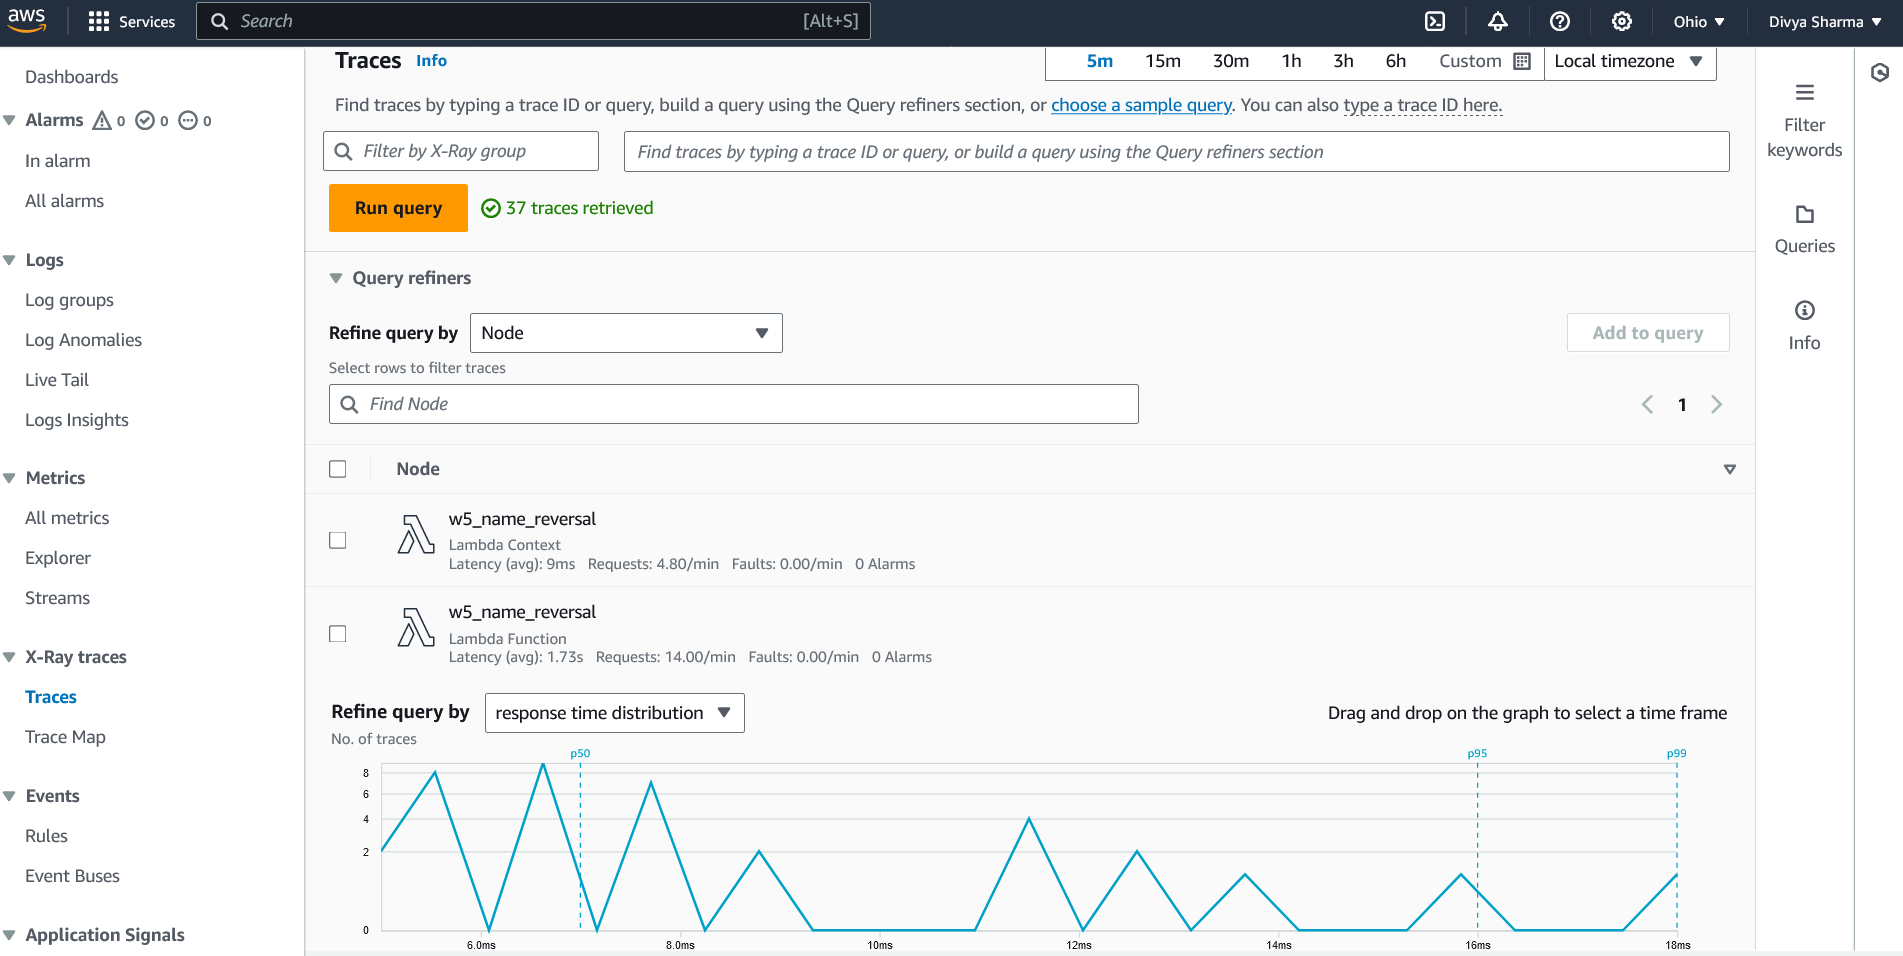 aws
Services
Search
[Alt+S]
Ohio
Divya Sharma
Dashboards
Alarms 0 0 0
In alarm
All alarms
Logs
Log groups
Log Anomalies
Live Tail
Logs Insights
Metrics
All metrics
Explorer
Streams
X-Ray traces
Traces
Trace Map
Events
Rules
Event Buses
Application Signals
Traces Info
5m 15m 30m 1h 3h 6h Custom Local timezone
Find traces by typing a trace ID or query, build a query using the Query refiners section, or choose a sample query. You can also type a trace ID here.
Filter by X-Ray group
Find traces by typing a trace ID or query, or build a query using the Query refiners section
Run query
37 traces retrieved
Query refiners
Refine query by Node
Add to query
Select rows to filter traces
Find Node
1
Node
w5_name_reversal
Lambda Context
Latency (avg): 9ms Requests: 4.80/min Faults: 0.00/min 0 Alarms
w5_name_reversal
Lambda Function
Latency (avg): 1.73s Requests: 14.00/min Faults: 0.00/min 0 Alarms
Refine query by response time distribution
Drag and drop on the graph to select a time frame
No. of traces
p50 p95 p99
8
6
4
2
0
6.0ms 8.0ms 10ms 12ms 14ms 16ms 18ms
Filter
keywords
Queries
Info